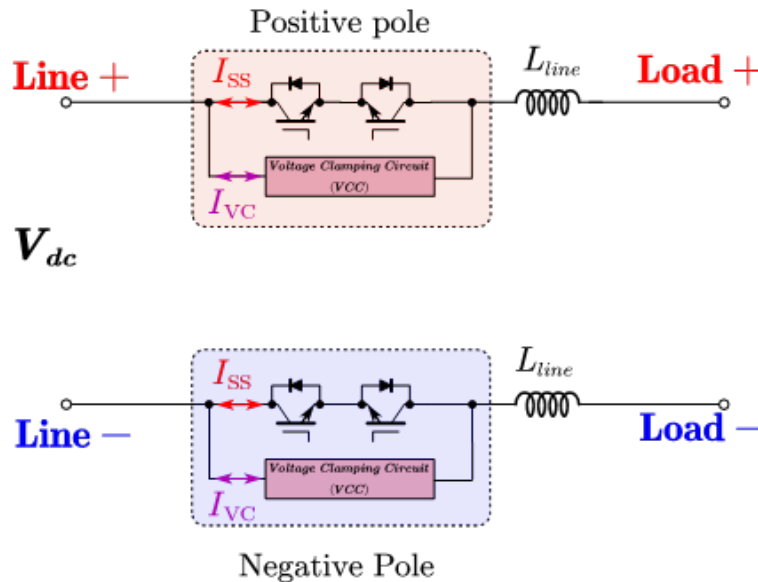 Positive pole
Line +
I_SS
L_line
Load +
Voltage Clamping Circuit
(VCC)
I_VC
V_dc
I_SS
L_line
Line −
Load −
Voltage Clamping Circuit
(VCC)
I_VC
Negative Pole